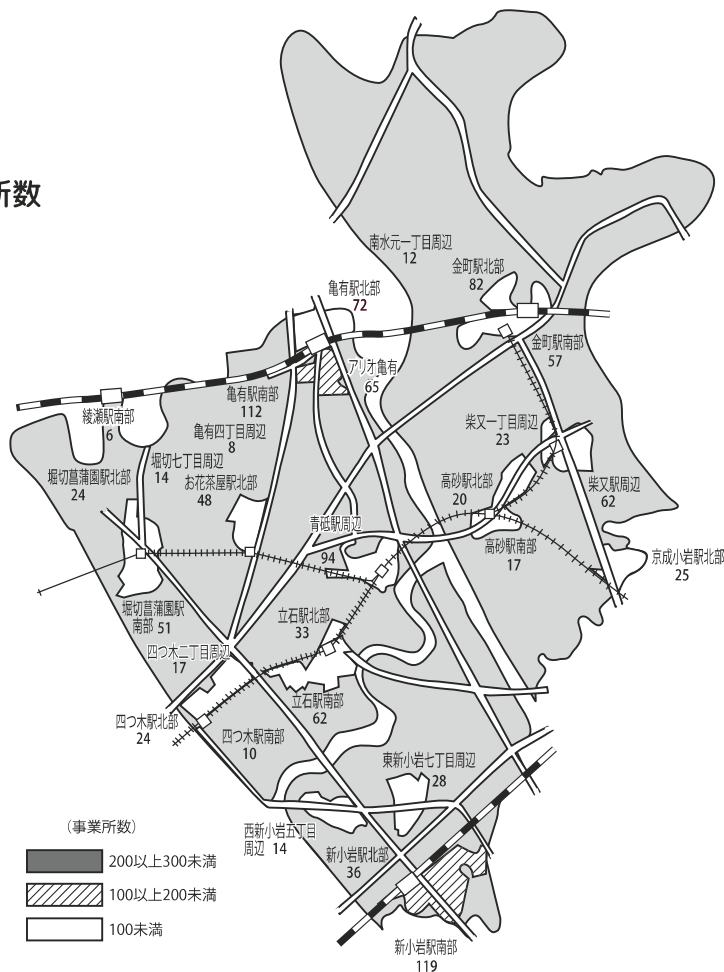 所数
南水元一丁目周辺
12
金町駅北部
82
亀有駅北部
72
金町駅南部
57
アリオ亀有
65
亀有駅南部
112
綾瀬駅南部
6
亀有四丁目周辺
8
柴又一丁目周辺
23
堀切七丁目周辺
14
堀切菖蒲園駅北部
24
お花茶屋駅北部
48
高砂駅北部
20
柴又駅周辺
62
青砥駅周辺
94
高砂駅南部
17
京成小岩駅北部
25
堀切菖蒲園駅
南部 51
立石駅北部
33
四つ木二丁目周辺
17
立石駅南部
62
四つ木駅北部
24
四つ木駅南部
10
東新小岩七丁目周辺
28
西新小岩五丁目
周辺 14
新小岩駅北部
36
新小岩駅南部
119
（事業所数）
200以上300未満
100以上200未満
100未満